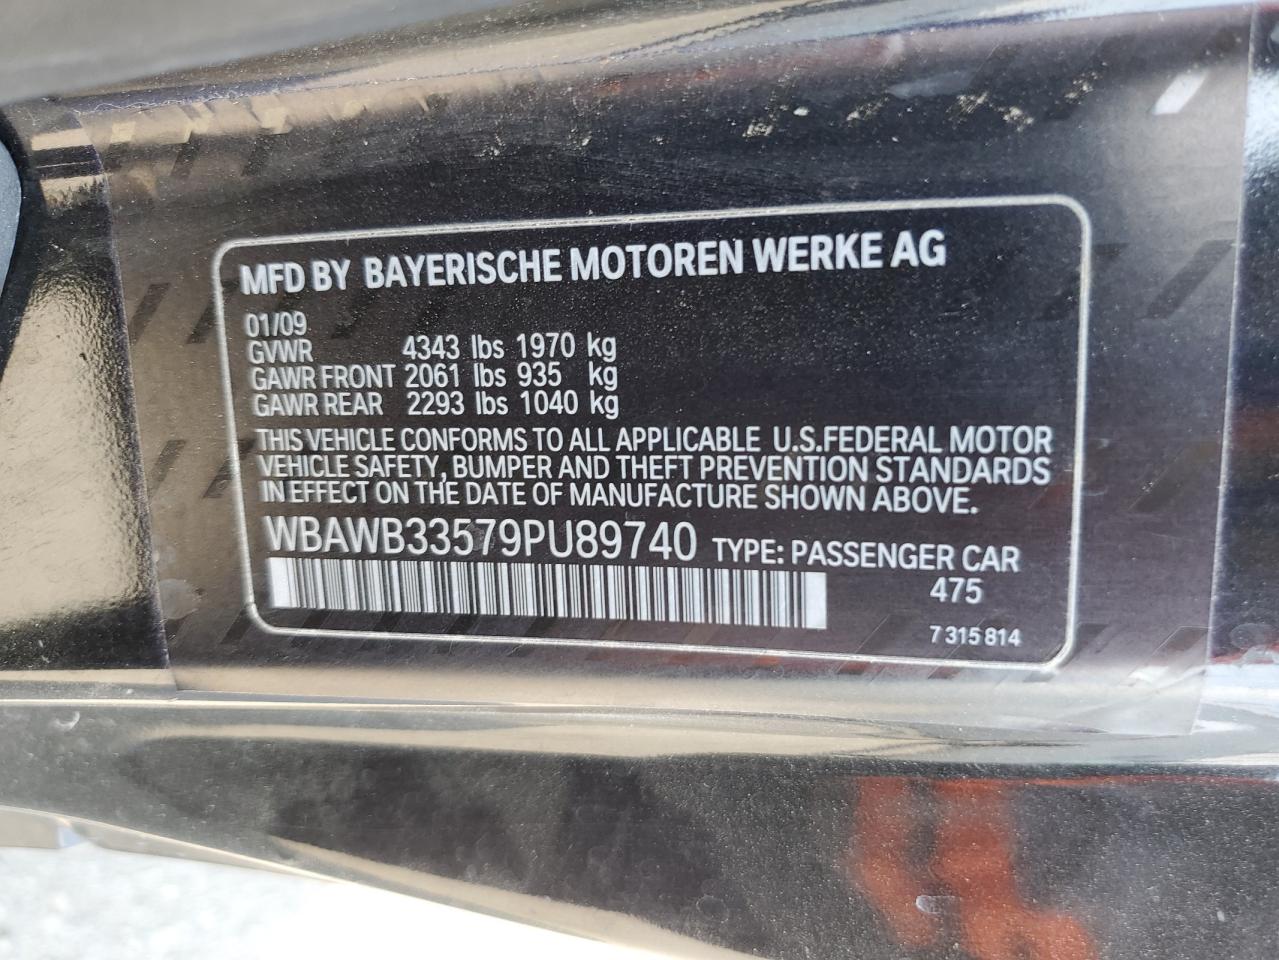 MFD BY BAYERISCHE MOTOREN WERKE AG
01/09
GVWR 4343 lbs 1970 kg
GAWR FRONT 2061 lbs 935 kg
GAWR REAR 2293 lbs 1040 kg
THIS VEHICLE CONFORMS TO ALL APPLICABLE U.S.FEDERAL MOTOR
VEHICLE SAFETY, BUMPER AND THEFT PREVENTION STANDARDS
IN EFFECT ON THE DATE OF MANUFACTURE SHOWN ABOVE.
WBAWB33579PU89740 TYPE: PASSENGER CAR
475
7 315 814